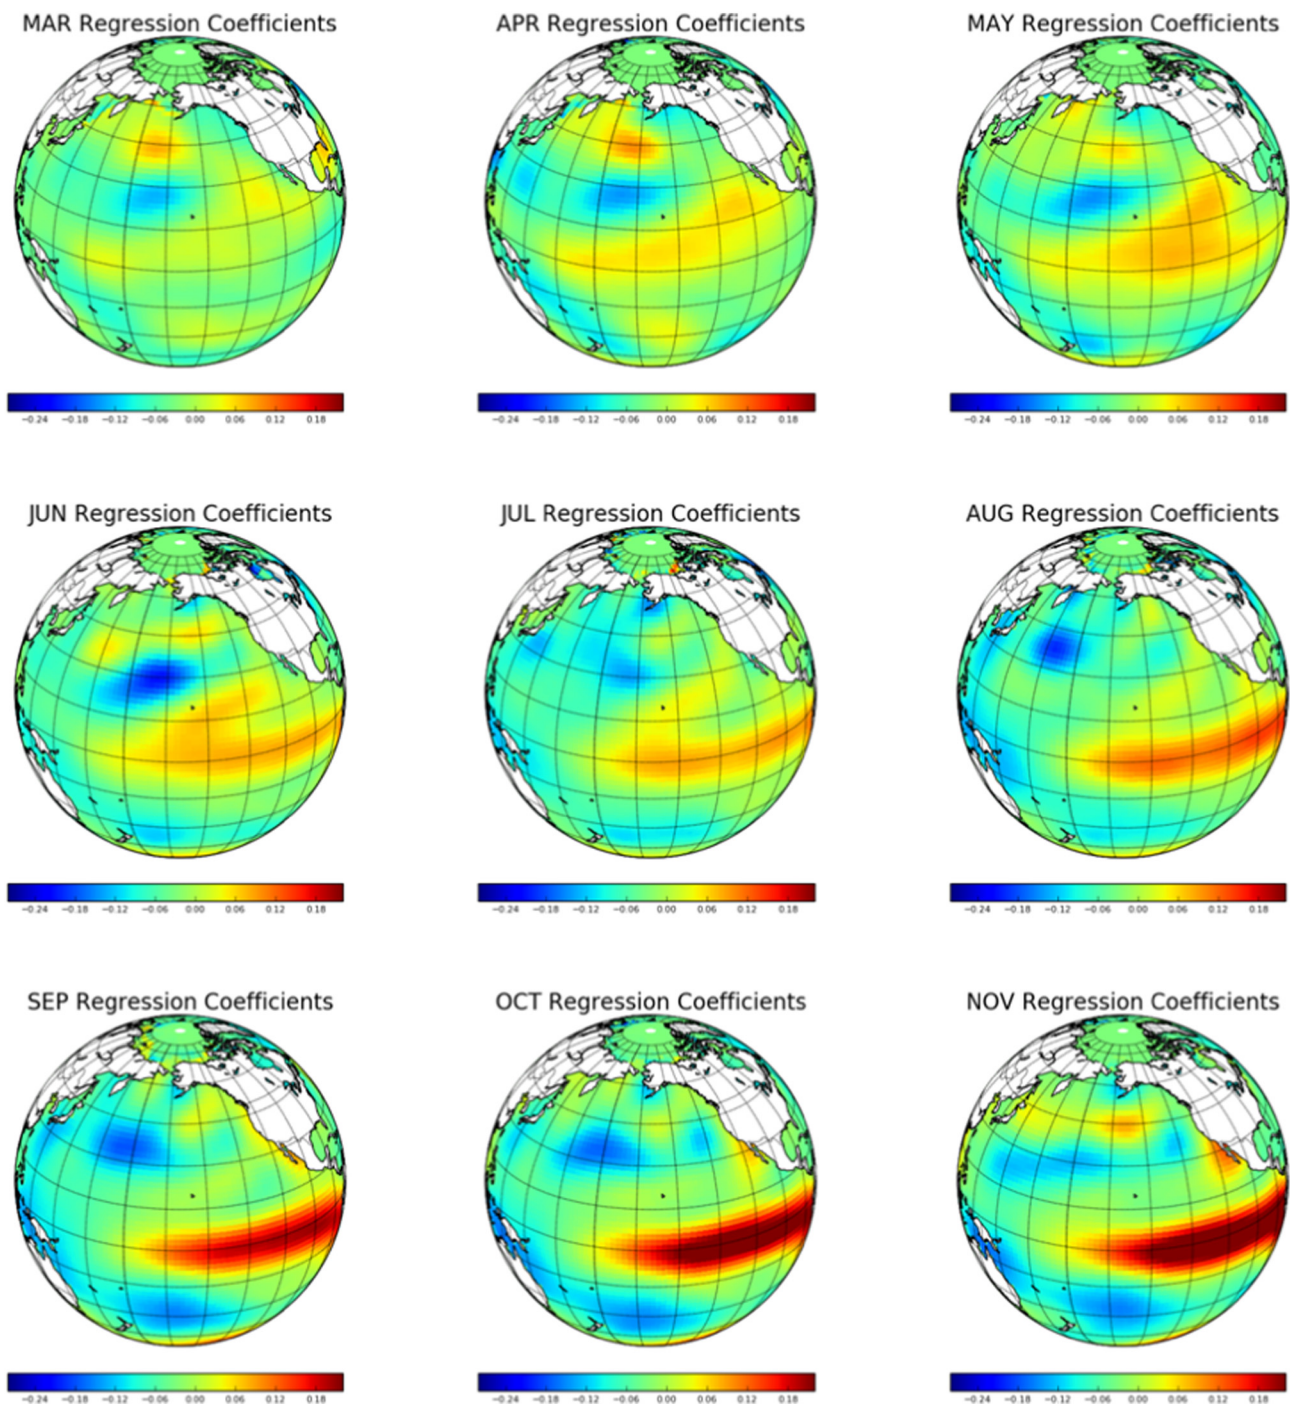 MAR Regression Coefficients
APR Regression Coefficients
MAY Regression Coefficients
−0.24 −0.18 −0.12 −0.06 0.00 0.06 0.12 0.18
−0.24 −0.18 −0.12 −0.06 0.00 0.06 0.12 0.18
−0.24 −0.18 −0.12 −0.06 0.00 0.06 0.12 0.18
JUN Regression Coefficients
JUL Regression Coefficients
AUG Regression Coefficients
−0.24 −0.18 −0.12 −0.06 0.00 0.06 0.12 0.18
−0.24 −0.18 −0.12 −0.06 0.00 0.06 0.12 0.18
−0.24 −0.18 −0.12 −0.06 0.00 0.06 0.12 0.18
SEP Regression Coefficients
OCT Regression Coefficients
NOV Regression Coefficients
−0.24 −0.18 −0.12 −0.06 0.00 0.06 0.12 0.18
−0.24 −0.18 −0.12 −0.06 0.00 0.06 0.12 0.18
−0.24 −0.18 −0.12 −0.06 0.00 0.06 0.12 0.18